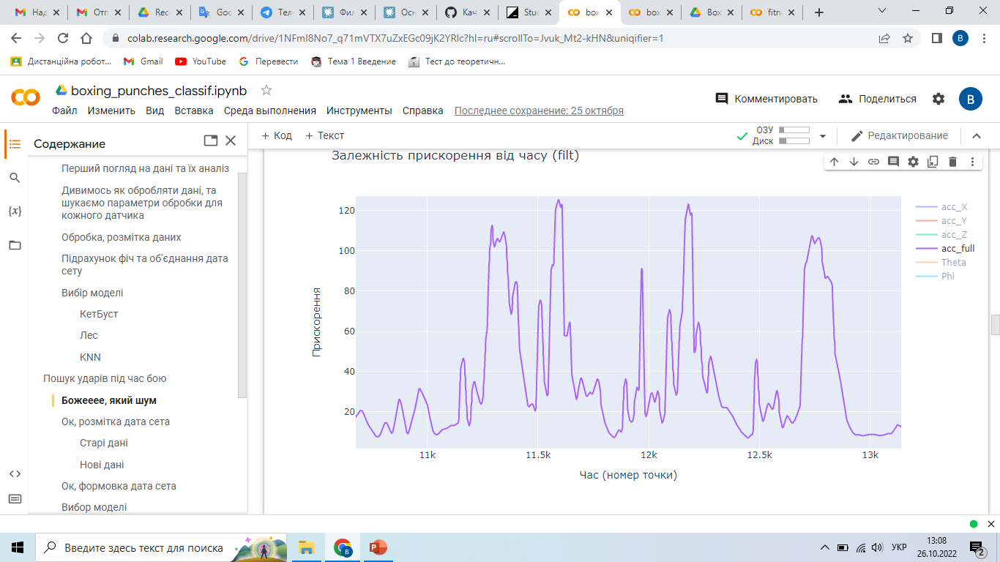 Над
Отп
Rec
Goo
Теле
Фил
Осн
Кач
Stud
box
box
Box
fitn
colab.research.google.com/drive/1NFmI8No7_q71mVTX7uZxEGc09jK2YRlc?hl=ru#scrollTo=Jvuk_Mt2-kHN&uniqifier=1
В
Дистанційна робот...
Gmail
YouTube
Перевести
Тема 1 Введение
Тест до теоретичн...
boxing_punches_classif.ipynb
Комментировать
Поделиться
В
Файл Изменить Вид Вставка Среда выполнения Инструменты Справка Последнее сохранение: 25 октября
Содержание
+ Код + Текст
ОЗУ
Диск
Редактирование
Перший погляд на дані та їх аналіз
Дивимось як обробляти дані, та
шукаємо параметри обробки для
кожного датчика
Обробка, розмітка даних
Підрахунок фіч та об'єднання дата
сету
Вибір моделі
КетБуст
Лес
KNN
Пошук ударів під час бою
Божееее, який шум
Ок, розмітка дата сета
Старі дані
Нові дані
Ок, формовка дата сета
Вибор моделі
{x}
Залежність прискорення від часу (filt)
120
100
80
60
40
20
Прискорення
11k
11.5k
12k
12.5k
13k
Час (номер точки)
acc_X
acc_Y
acc_Z
acc_full
Theta
Phi
Введите здесь текст для поиска
УКР
13:08
26.10.2022
2